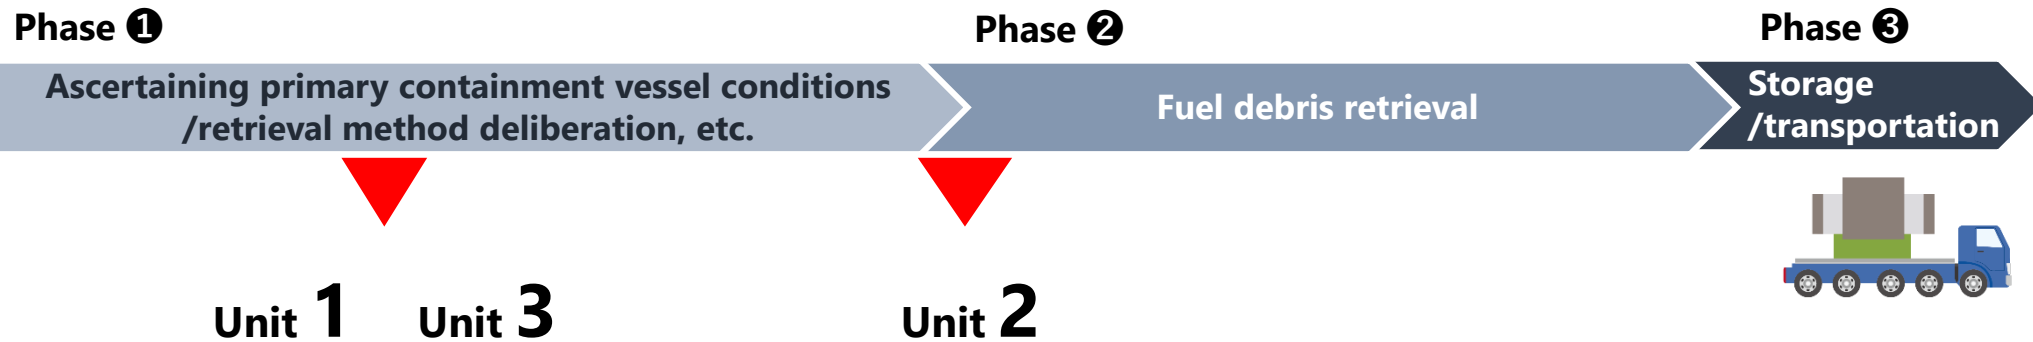 Phase ❶
Phase ❷
Phase ❸
Ascertaining primary containment vessel conditions
/retrieval method deliberation, etc.
Fuel debris retrieval
Storage
/transportation
Unit 1
Unit 3
Unit 2